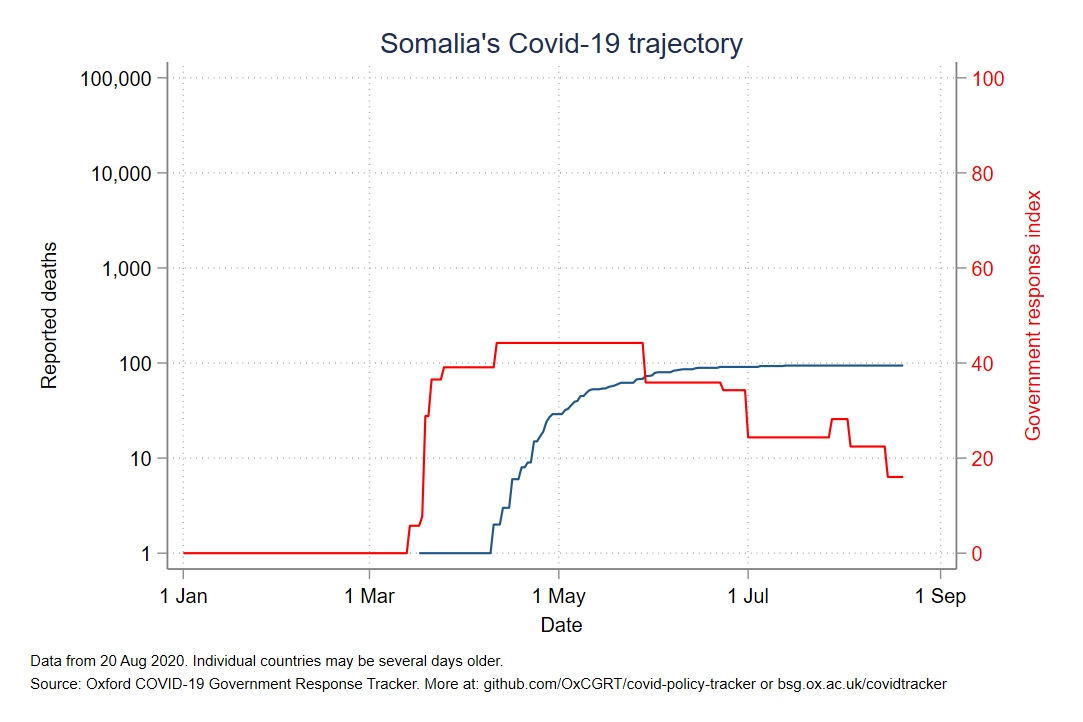 Somalia's Covid-19 trajectory
100,000
10,000
1,000
100
10
1
Reported deaths
100
80
60
40
20
0
Government response index
1 Jan
1 Mar
1 May
1 Jul
1 Sep
Date
Data from 20 Aug 2020. Individual countries may be several days older.
Source: Oxford COVID-19 Government Response Tracker. More at: github.com/OxCGRT/covid-policy-tracker or bsg.ox.ac.uk/covidtracker